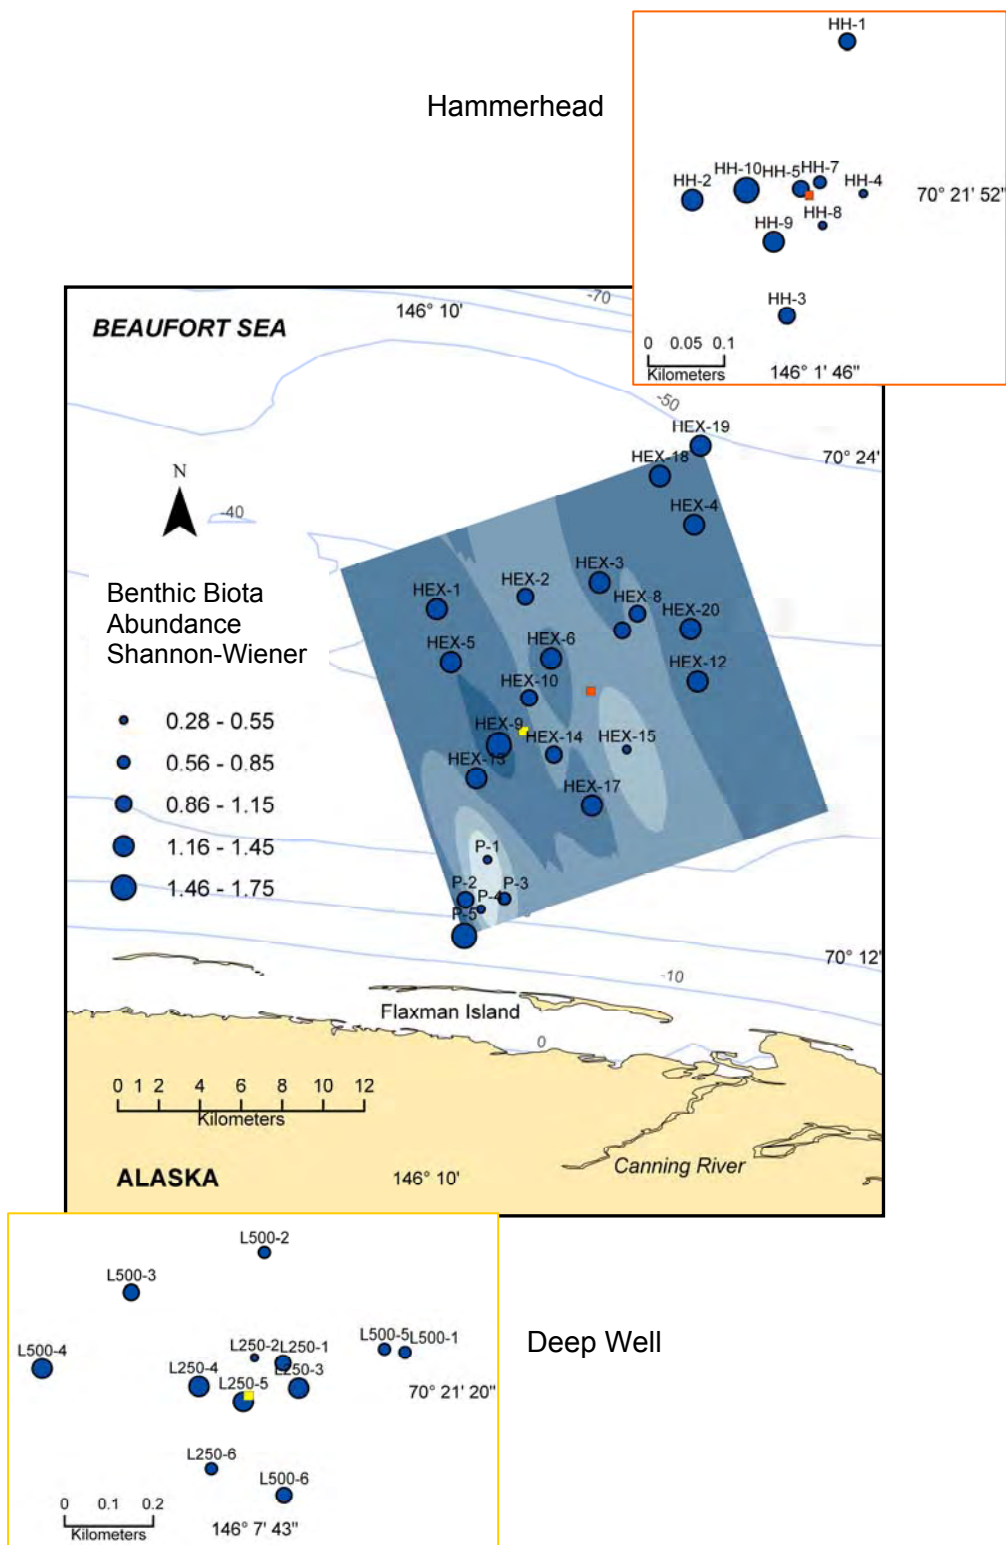 HH-1
Hammerhead
HH-10
HH-5
HH-7
HH-2
HH-4
70° 21' 52"
HH-8
HH-9
HH-3
0 0.05 0.1
Kilometers
146° 1' 46"
-70
146° 10'
BEAUFORT SEA
-50
HEX-19
70° 24'
HEX-18
N
HEX-4
-40
HEX-3
HEX-2
Benthic Biota
Abundance
Shannon-Wiener
HEX-1
HEX-8
HEX-20
HEX-5
HEX-6
HEX-12
HEX-10
0.28 - 0.55
HEX-9
HEX-15
HEX-14
0.56 - 0.85
HEX-13
HEX-17
0.86 - 1.15
1.16 - 1.45
P-1
1.46 - 1.75
P-2
P-3
P-4
P-5
70° 12'
-10
Flaxman Island
0
0 1 2 4 6 8 10 12
Kilometers
Canning River
ALASKA
146° 10'
L500-2
L500-3
L500-5
L500-1
Deep Well
L250-2
L250-1
L500-4
L250-4
L250-3
L250-5
70° 21' 20"
L250-6
L500-6
0 0.1 0.2
Kilometers
146° 7' 43"